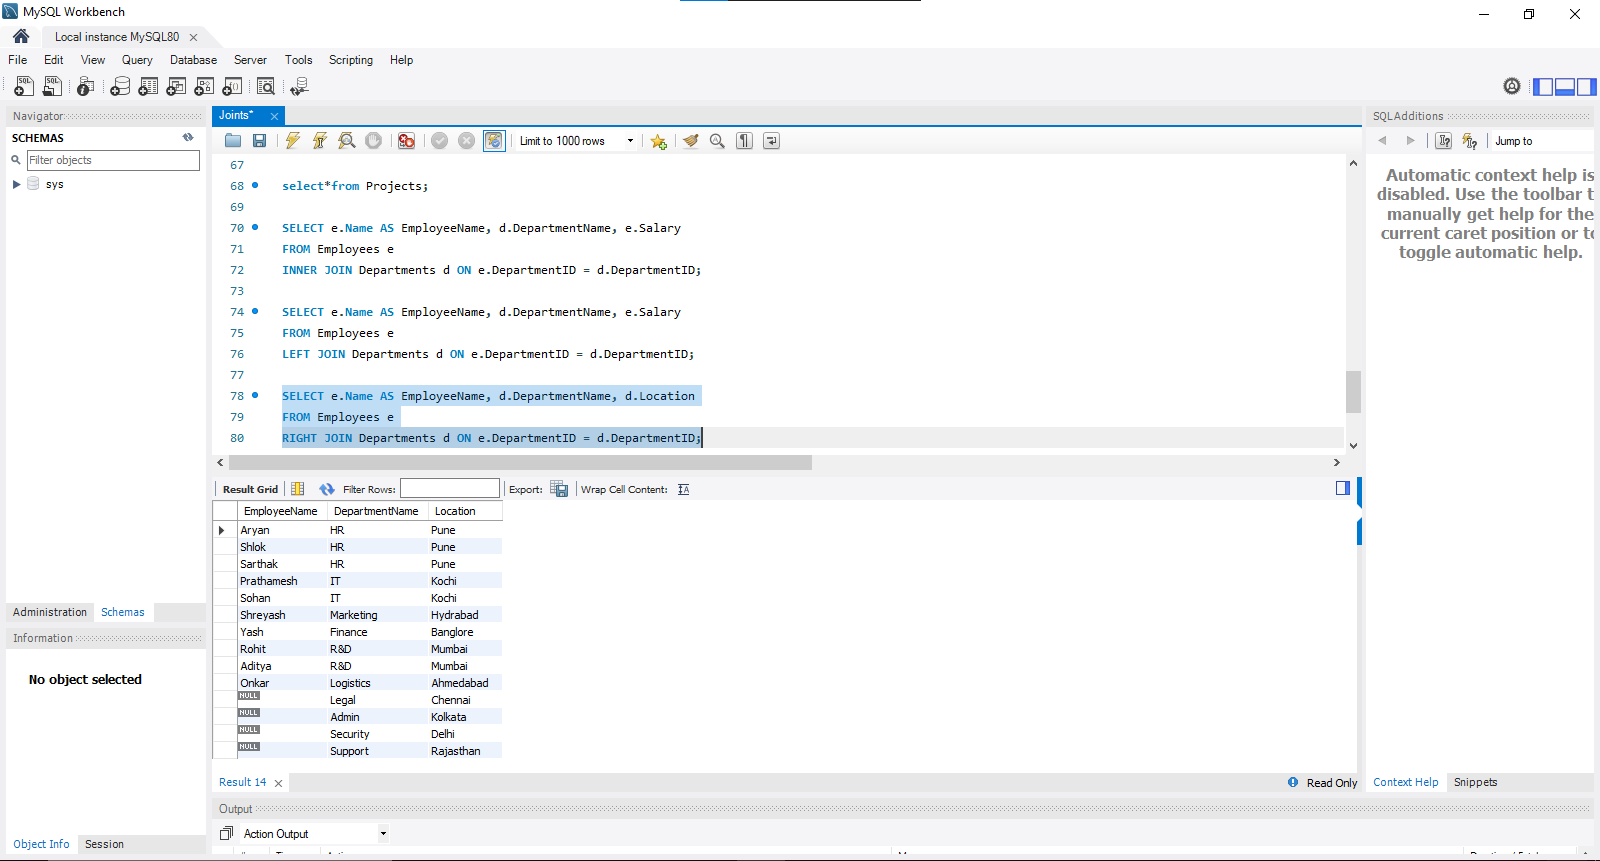 MySQL Workbench
Local instance MySQL80
File Edit View Query Database Server Tools Scripting Help
Navigator
SCHEMAS
Filter objects
sys
Administration Schemas
Information
No object selected
Object Info Session
Joints*
Limit to 1000 rows
67
68 select*from Projects;
69
70 SELECT e.Name AS EmployeeName, d.DepartmentName, e.Salary
71 FROM Employees e
72 INNER JOIN Departments d ON e.DepartmentID = d.DepartmentID;
73
74 SELECT e.Name AS EmployeeName, d.DepartmentName, e.Salary
75 FROM Employees e
76 LEFT JOIN Departments d ON e.DepartmentID = d.DepartmentID;
77
78 SELECT e.Name AS EmployeeName, d.DepartmentName, d.Location
79 FROM Employees e
80 RIGHT JOIN Departments d ON e.DepartmentID = d.DepartmentID;
Result Grid Filter Rows: Export: Wrap Cell Content:
EmployeeName DepartmentName Location
Aryan HR Pune
Shlok HR Pune
Sarthak HR Pune
Prathamesh IT Kochi
Sohan IT Kochi
Shreyash Marketing Hydrabad
Yash Finance Banglore
Rohit R&D Mumbai
Aditya R&D Mumbai
Onkar Logistics Ahmedabad
NULL Legal Chennai
NULL Admin Kolkata
NULL Security Delhi
NULL Support Rajasthan
Result 14
Read Only
Output
Action Output
SQLAdditions
Jump to
Automatic context help is
disabled. Use the toolbar t
manually get help for the
current caret position or to
toggle automatic help.
Context Help Snippets